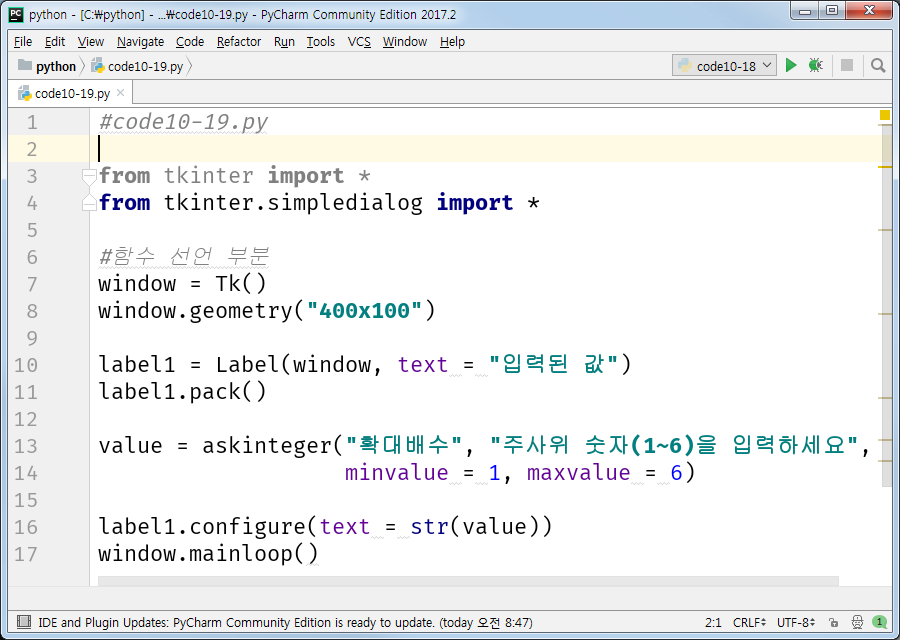 python - [C:₩python] - ...₩code10-19.py - PyCharm Community Edition 2017.2
File Edit View Navigate Code Refactor Run Tools VCS Window Help
python code10-19.py code10-18
code10-19.py
1 #code10-19.py
2
3 from tkinter import *
4 from tkinter.simpledialog import *
5
6 #함수 선언 부분
7 window = Tk()
8 window.geometry("400x100")
9
10 label1 = Label(window, text = "입력된 값")
11 label1.pack()
12
13 value = askinteger("확대배수", "주사위 숫자(1~6)을 입력하세요",
14 minvalue = 1, maxvalue = 6)
15
16 label1.configure(text = str(value))
17 window.mainloop()
IDE and Plugin Updates: PyCharm Community Edition is ready to update. (today 오전 8:47) 2:1 CRLF UTF-8 1